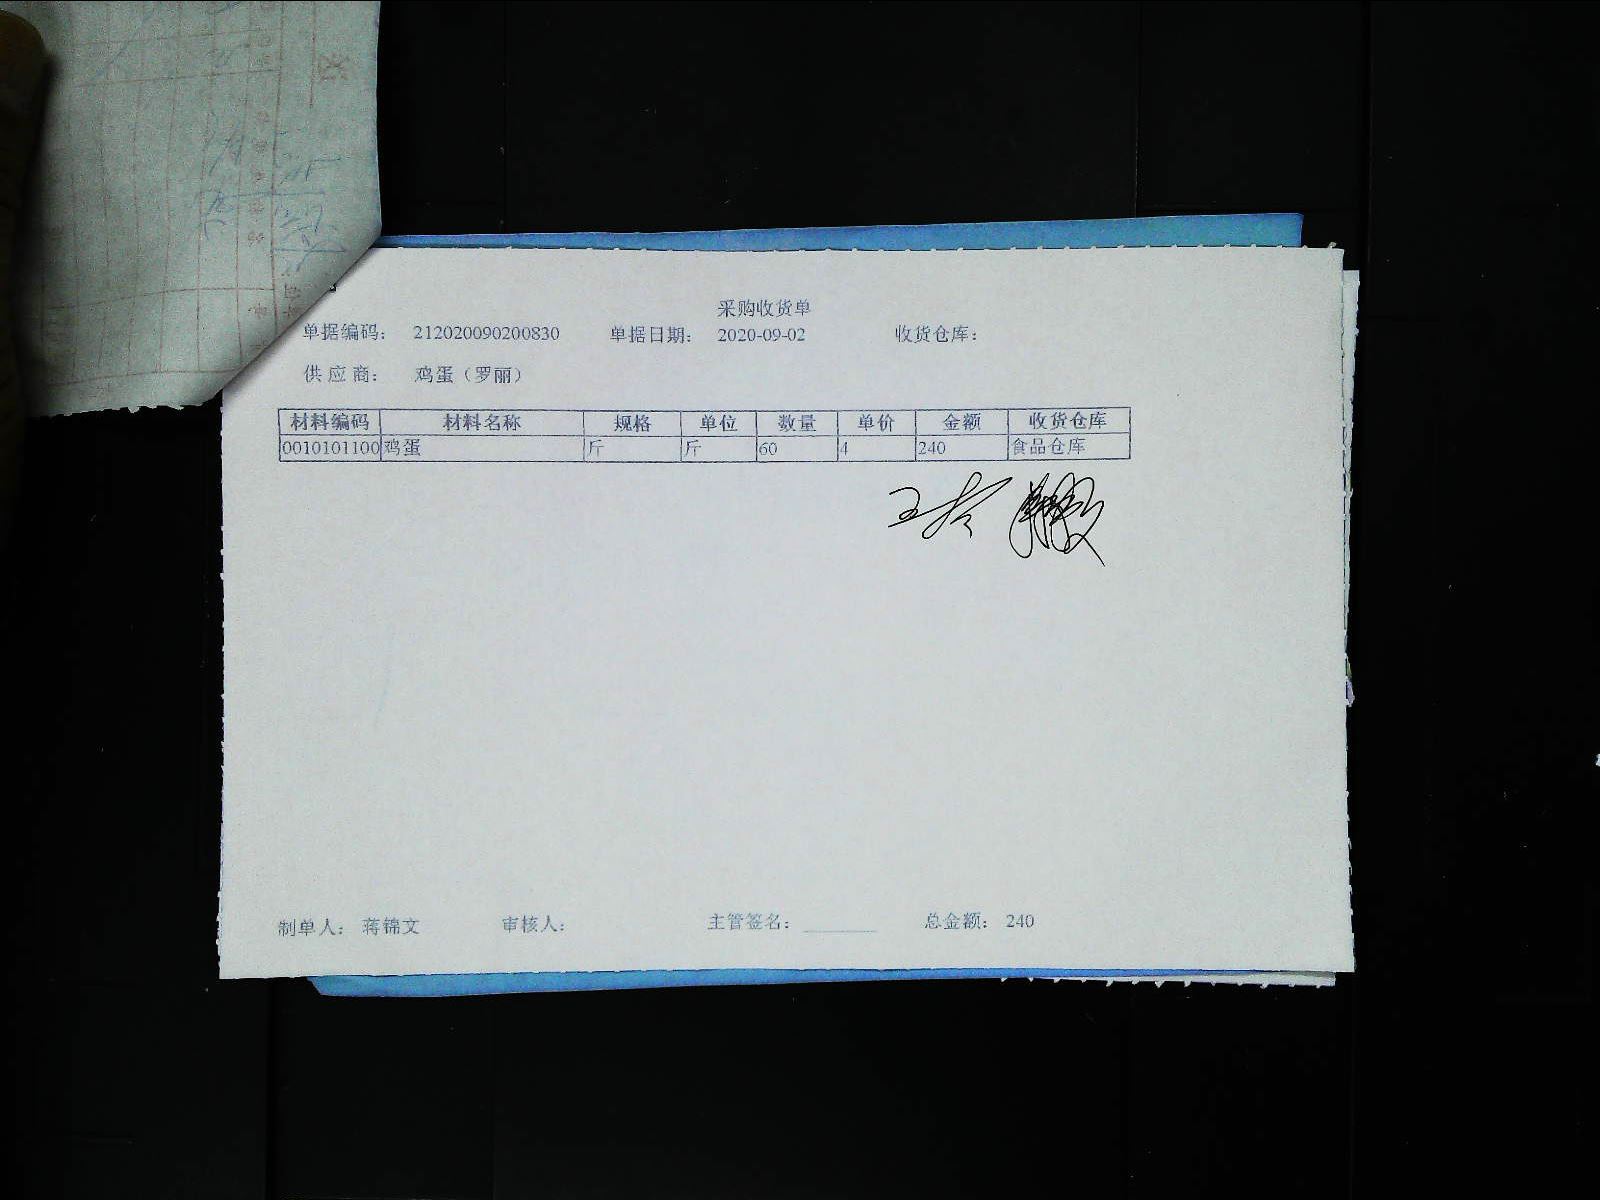 采购收货单
单据编码： 212020090200830 单据日期： 2020-09-02 收货仓库：
供应商： 鸡蛋（罗丽）
材料编码 材料名称 规格 单位 数量 单价 金额 收货仓库
0010101100 鸡蛋 斤 斤 60 4 240 食品仓库
制单人： 蒋锦文 审核人： 主管签名： 总金额： 240